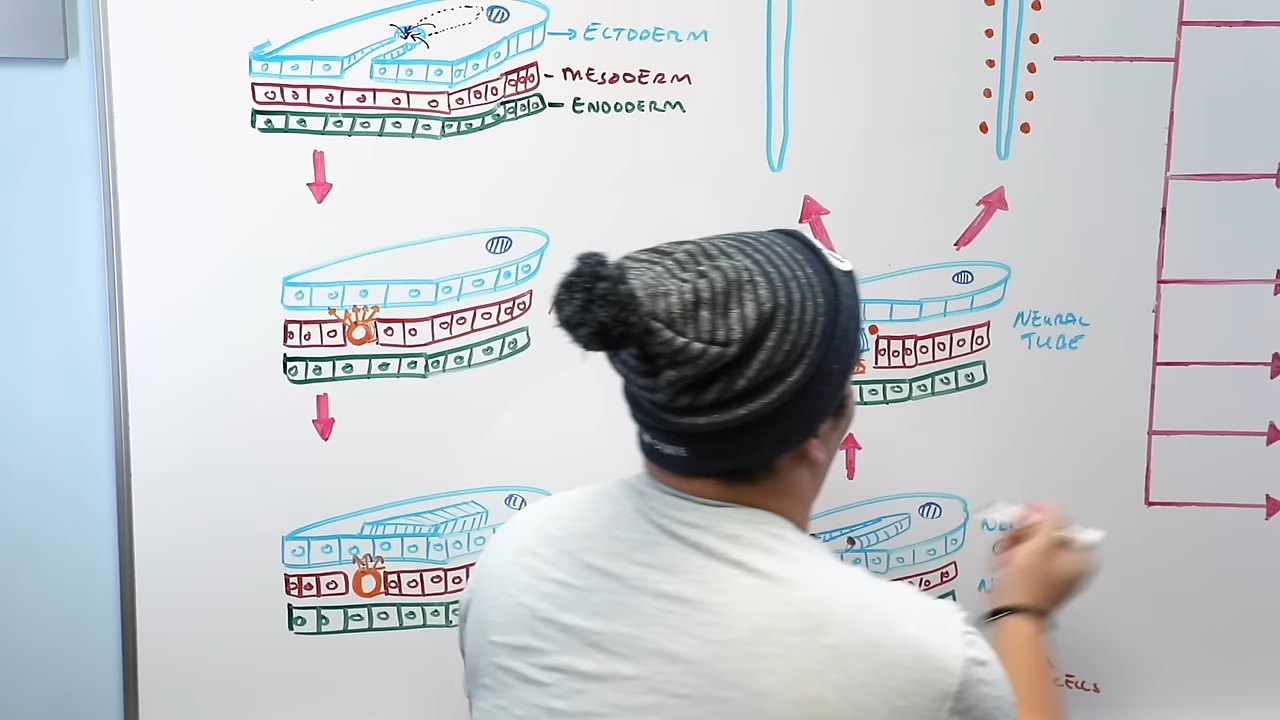 ECTODERM
MESODERM
ENDODERM
NEURAL
TUBE
CELLS